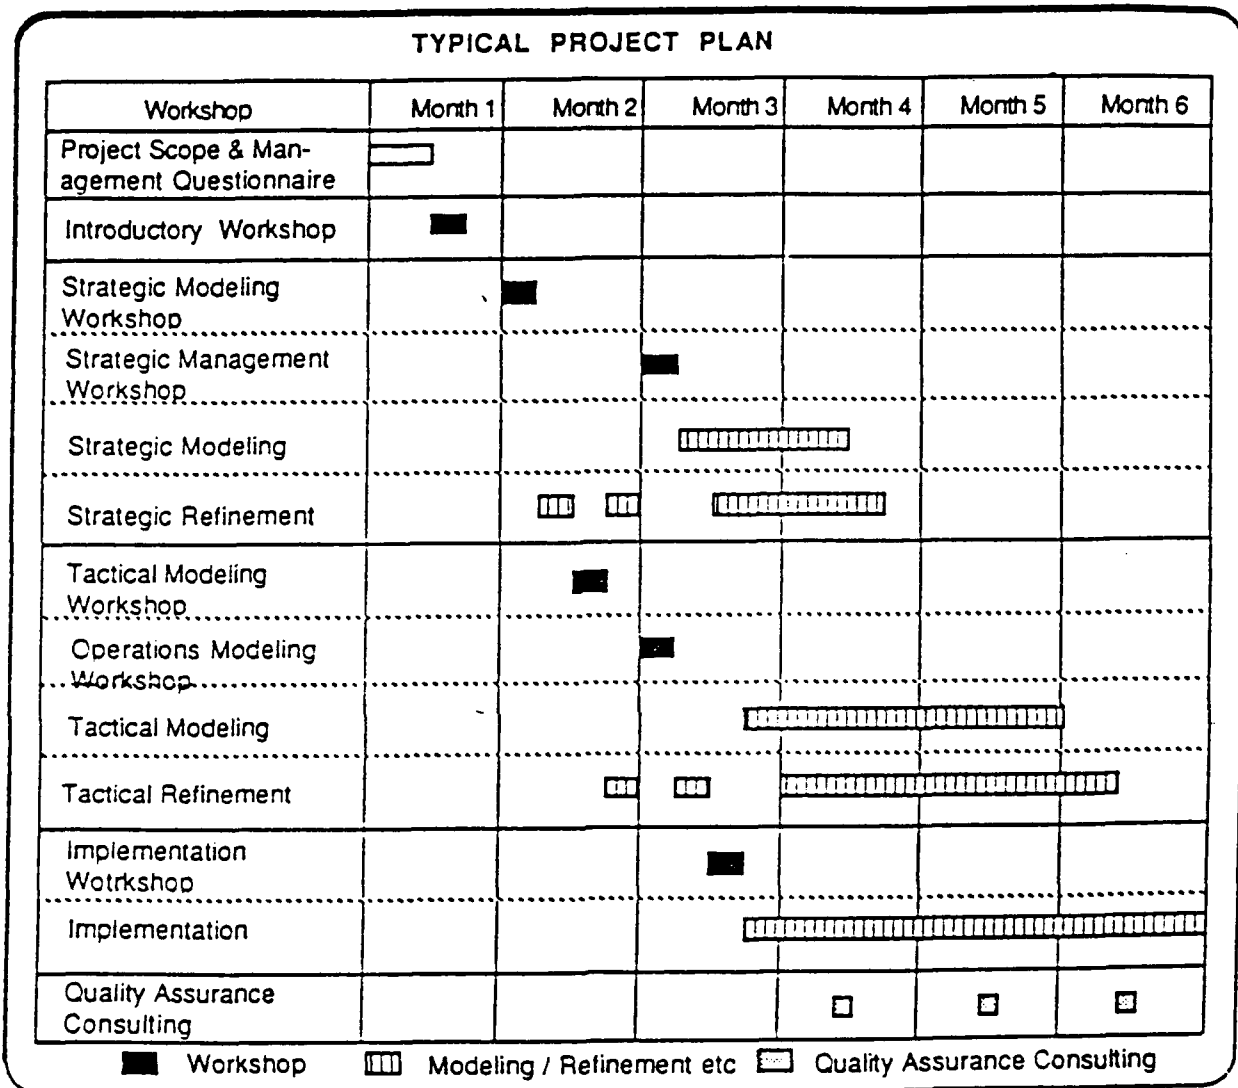 TYPICAL PROJECT PLAN
Workshop Month 1 Month 2 Month 3 Month 4 Month 5 Month 6
Project Scope & Man-
agement Questionnaire
Introductory Workshop
Strategic Modeling
Workshop
Strategic Management
Workshop
Strategic Modeling
Strategic Refinement
Tactical Modeling
Workshop
Operations Modeling
Workshop
Tactical Modeling
Tactical Refinement
Implementation
Wotrkshop
Implementation
Quality Assurance
Consulting
Workshop Modeling / Refinement etc Quality Assurance Consulting